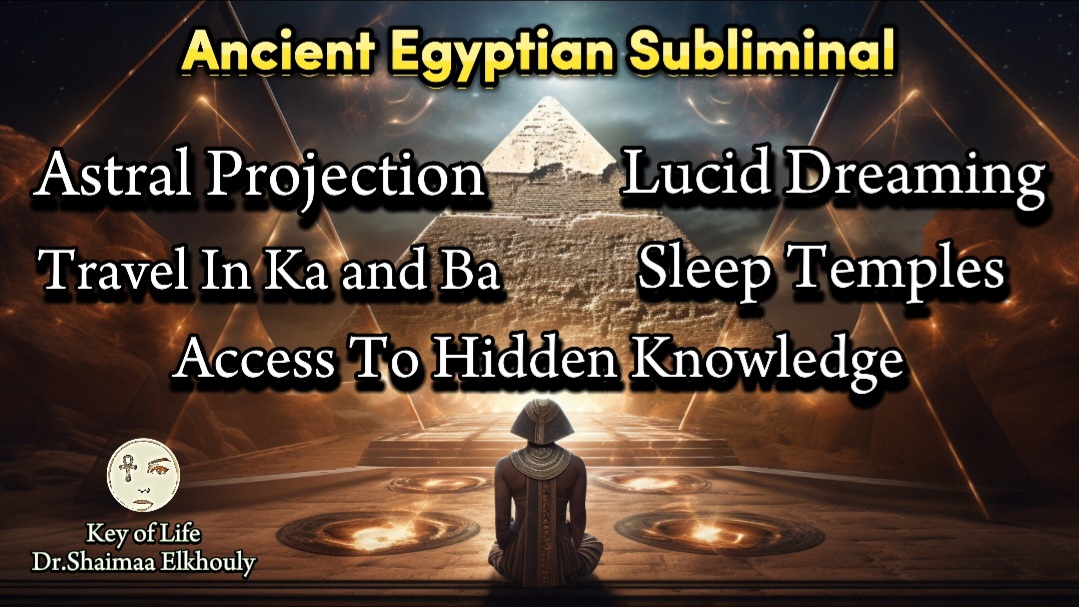 Ancient Egyptian Subliminal
Astral Projection
Lucid Dreaming
Travel In Ka and Ba
Sleep Temples
Access To Hidden Knowledge
Key of Life
Dr.Shaimaa Elkhouly